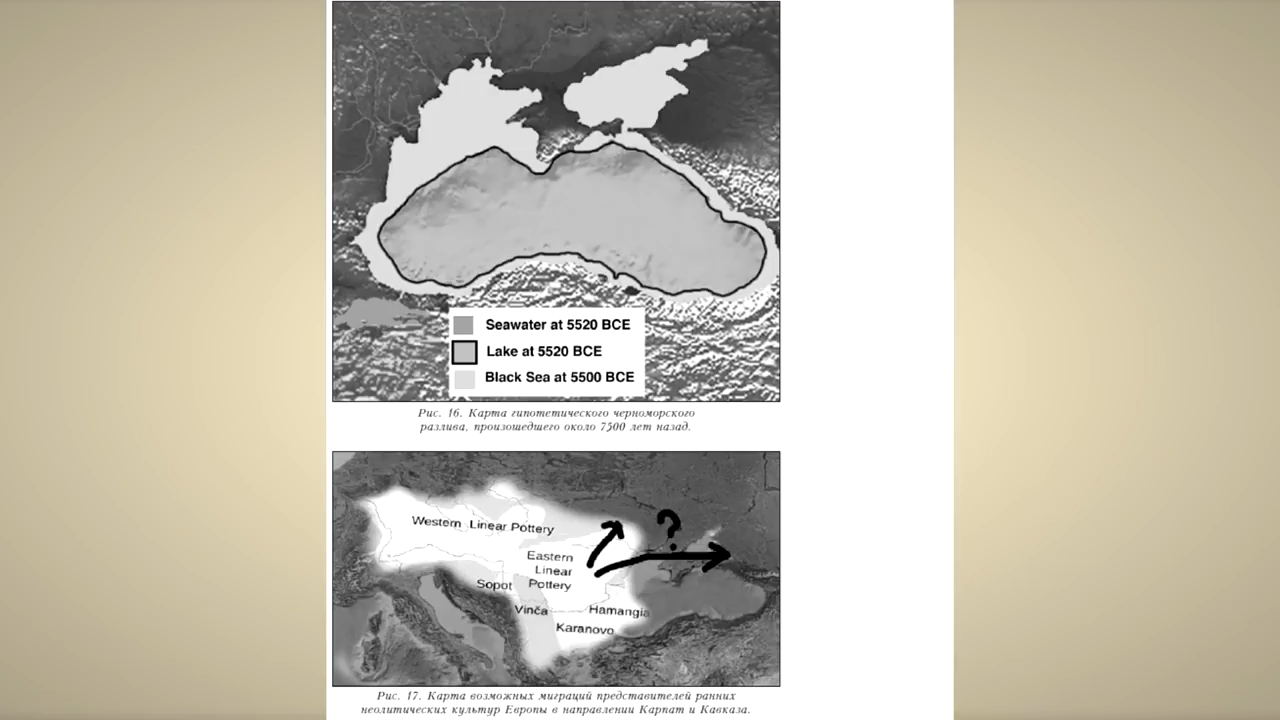 Seawater at 5520 BCE
Lake at 5520 BCE
Black Sea at 5500 BCE
Рис. 16. Карта гипотетического черноморского
разлива, произошедшего около 7500 лет назад.
Western Linear Pottery
?
Eastern
Linear
Pottery
Sopot
Vinča
Hamangia
Karanovo
Рис. 17. Карта возможных миграций представителей ранних
неолитических культур Европы в направлении Карпат и Кавказа.